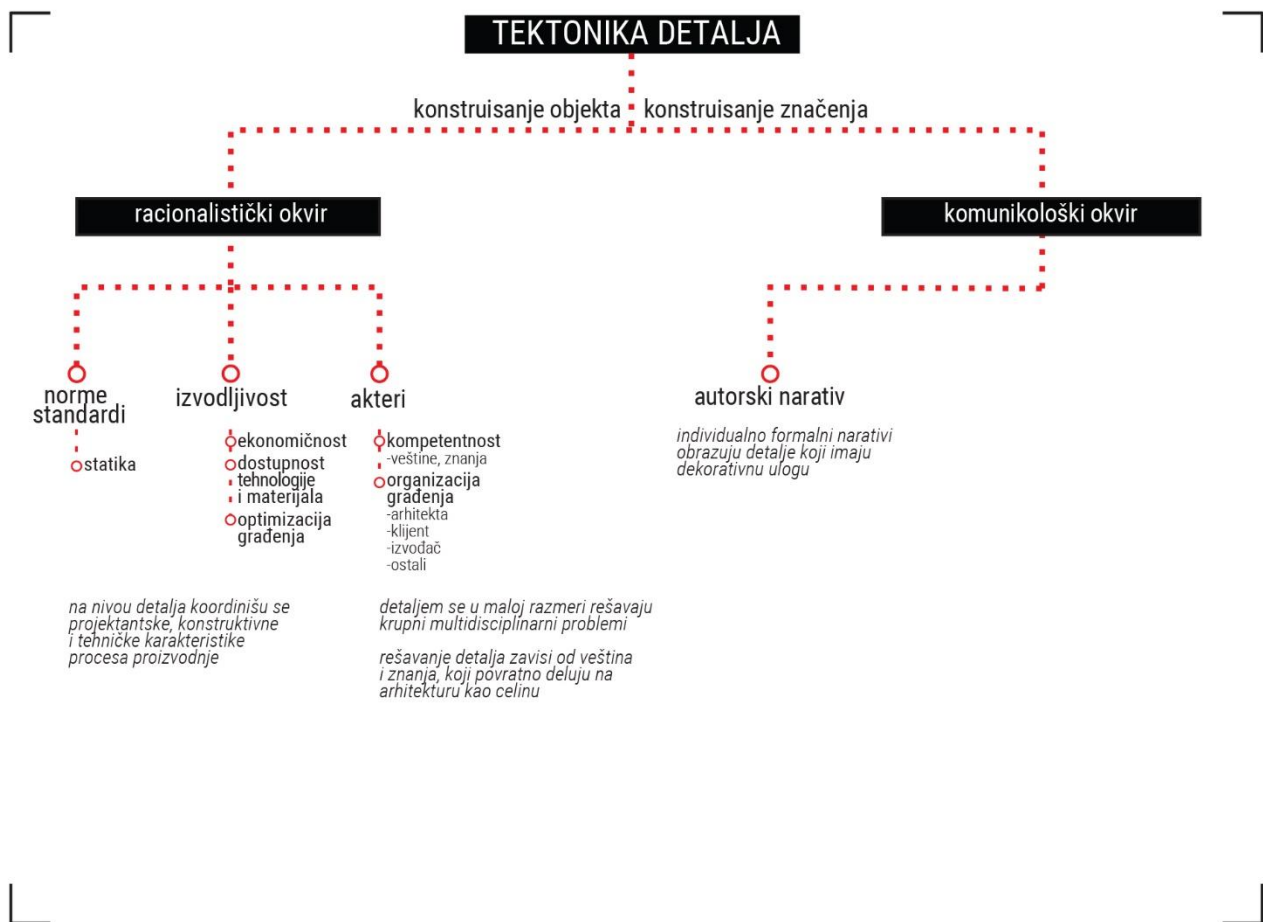 TEKTONIKA DETALJA
konstruisanje objekta
konstruisanje značenja
racionalistički okvir
komunikološki okvir
norme
standardi
statika
izvodljivost
ekonomičnost
dostupnost
tehnologije
i materijala
optimizacija
građenja
akteri
kompetentnost
-veštine, znanja
organizacija
građenja
-arhitekta
-klijent
-izvođač
-ostali
autorski narativ
individualno formalni narativi
obrazuju detalje koji imaju
dekorativnu ulogu
na nivou detalja koordinišu se
projektantske, konstruktivne
i tehničke karakteristike
procesa proizvodnje
detaljem se u maloj razmeri rešavaju
krupni multidisciplinarni problemi
rešavanje detalja zavisi od veština
i znanja, koji povratno deluju na
arhitekturu kao celinu